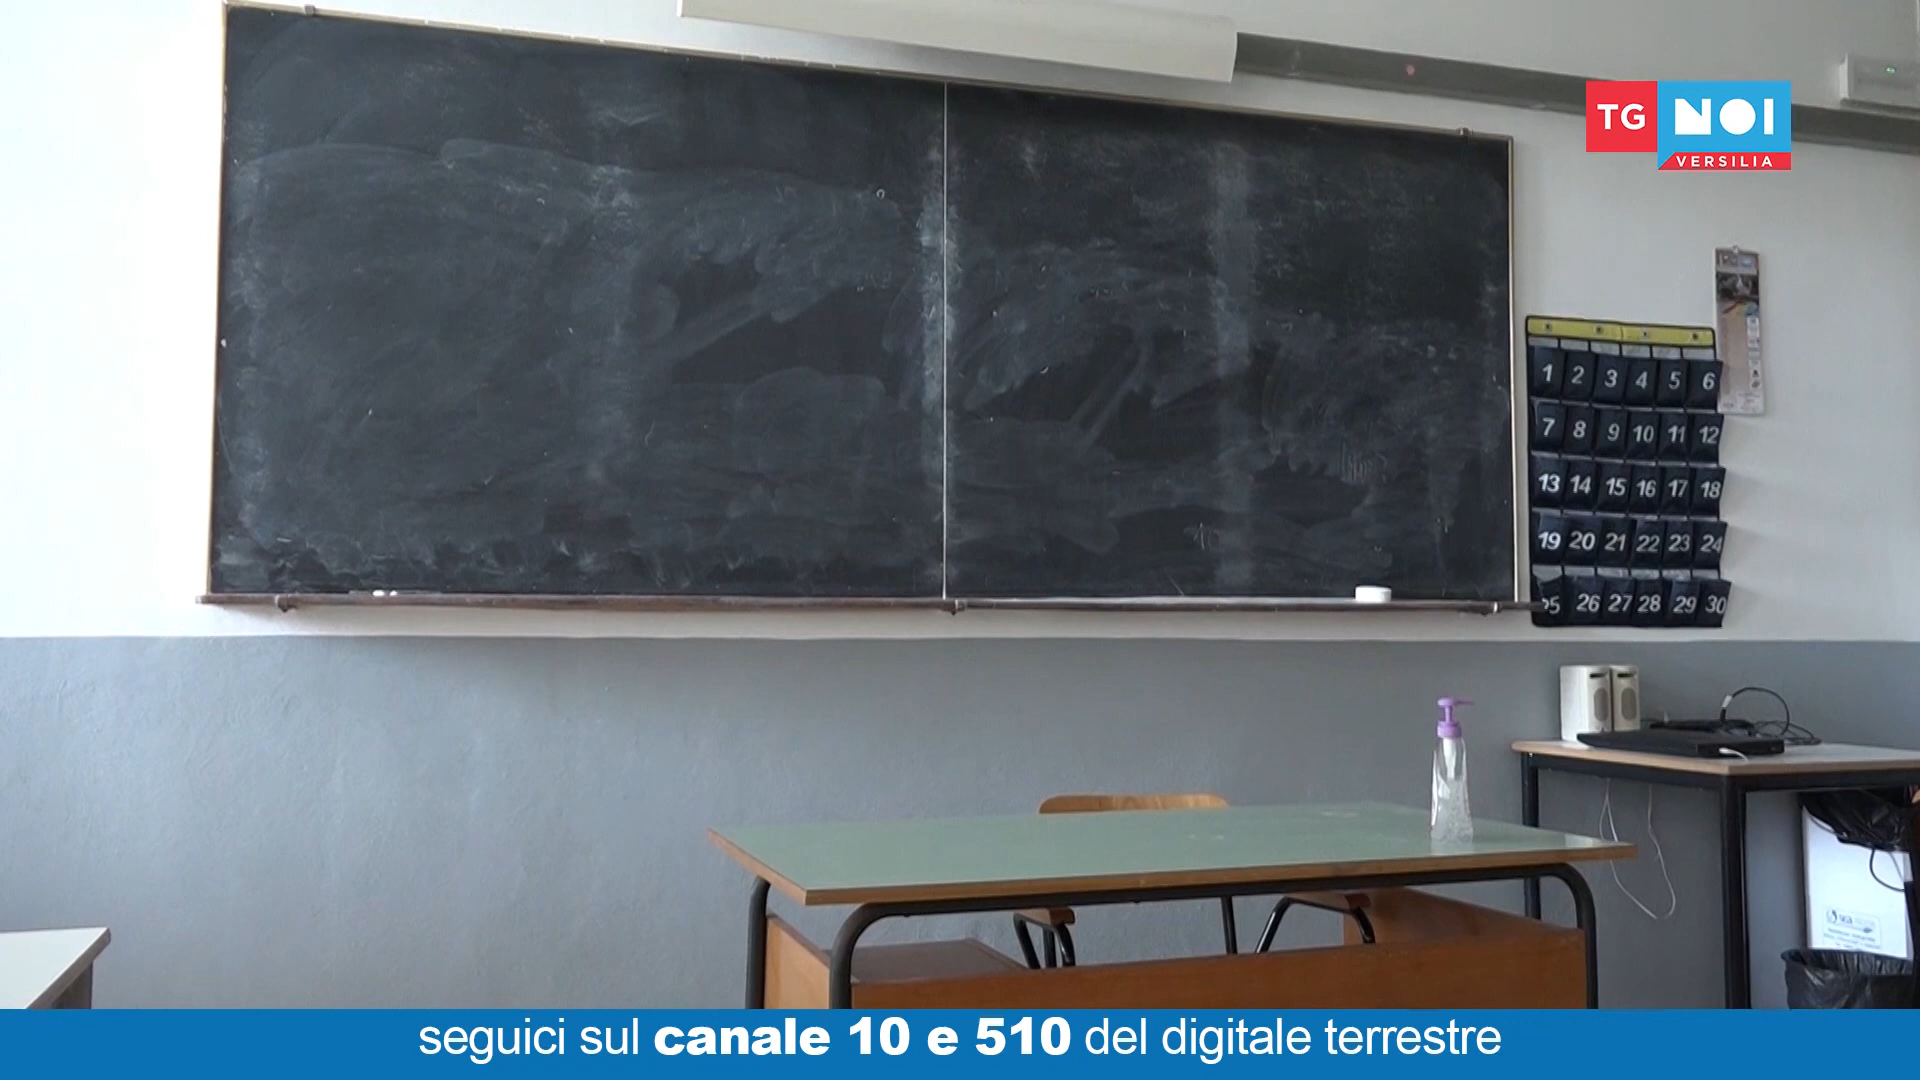 TG NOI
VERSILIA
1 2 3 4 5 6
7 8 9 10 11 12
13 14 15 16 17 18
19 20 21 22 23 24
25 26 27 28 29 30
seguici sul canale 10 e 510 del digitale terrestre